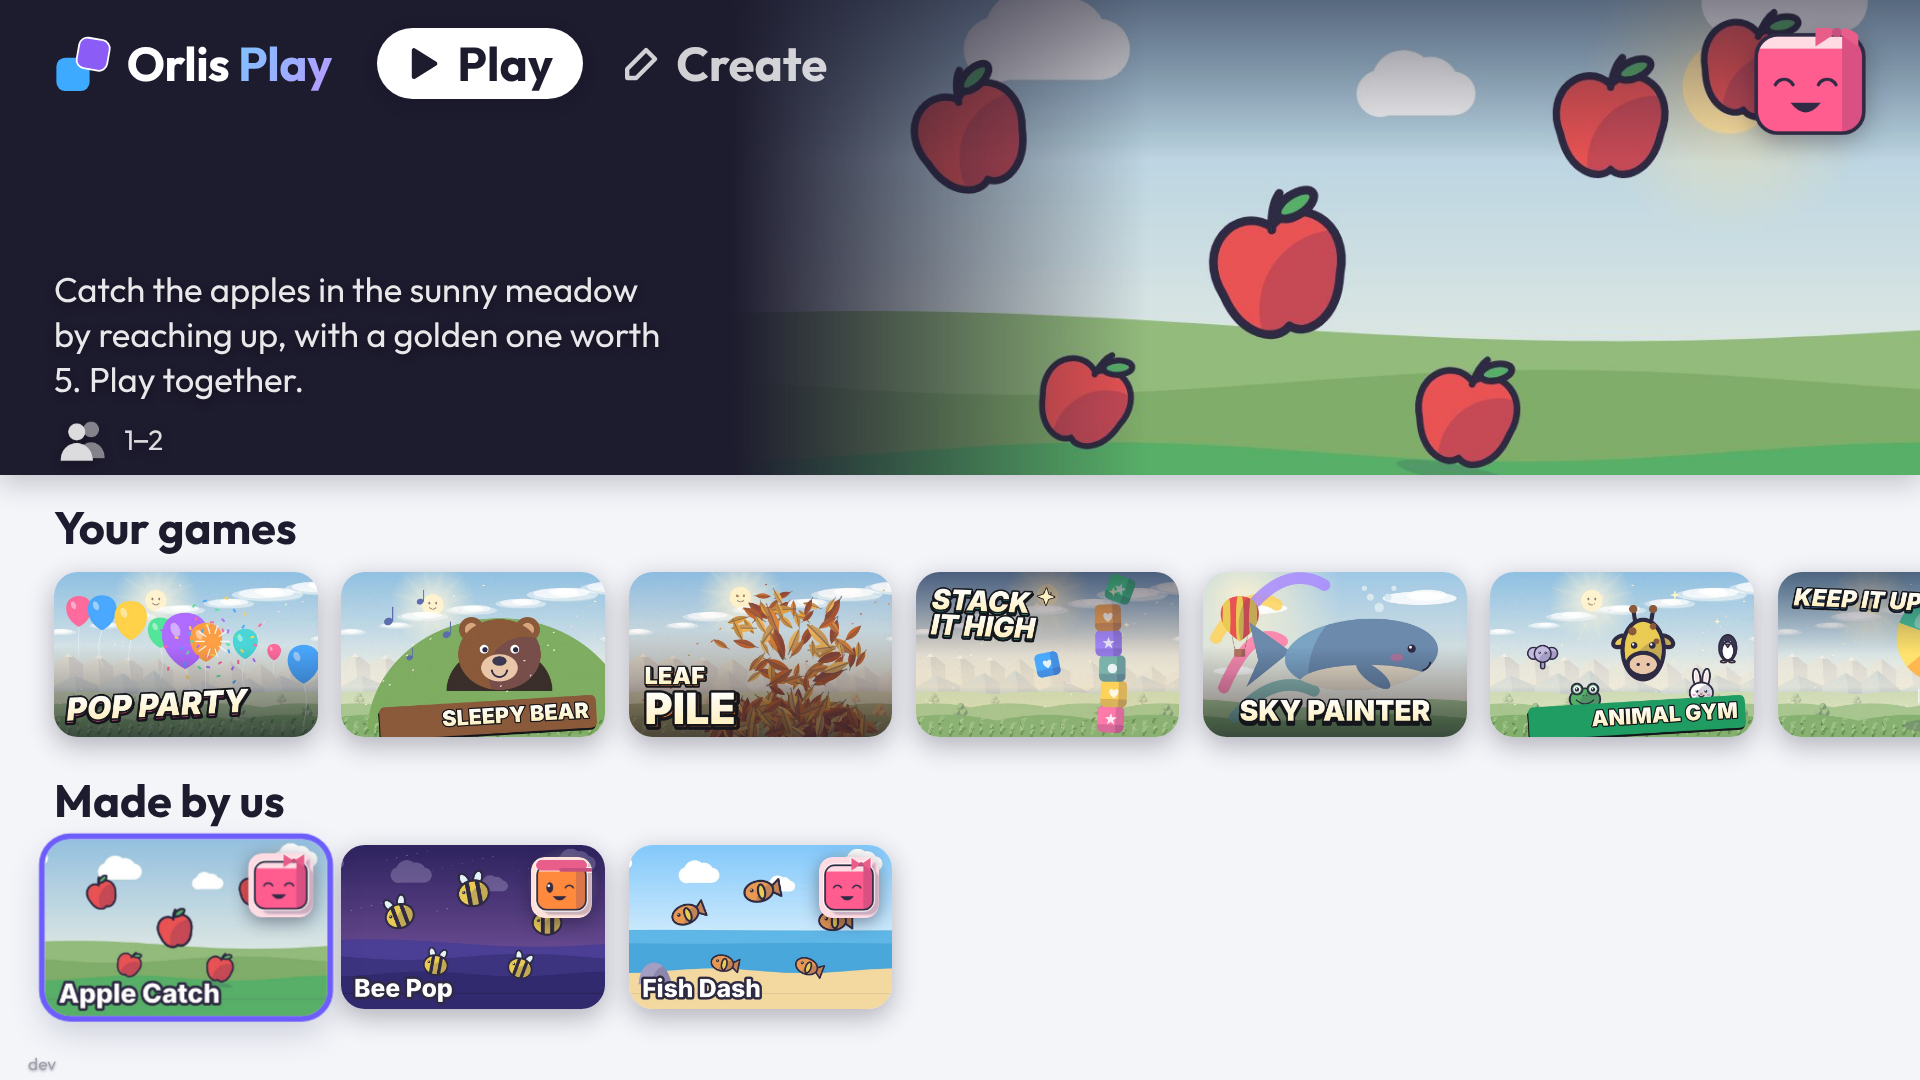 Orlis Play
Play
Create
Catch the apples in the sunny meadow
by reaching up, with a golden one worth
5. Play together.
1–2
Your games
POP PARTY
SLEEPY BEAR
LEAF
PILE
STACK
IT HIGH
SKY PAINTER
ANIMAL GYM
KEEP IT UP
Made by us
Apple Catch
Bee Pop
Fish Dash
dev